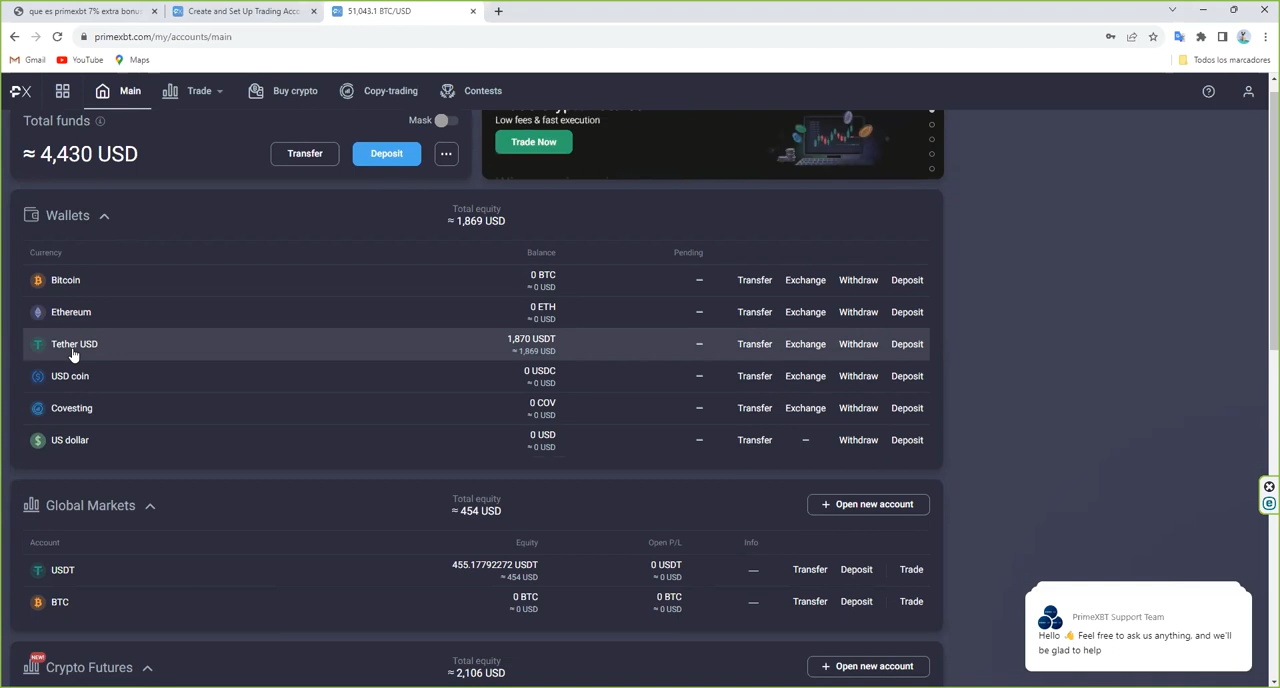 que es primexbt 7% extra bonus
Create and Set Up Trading Acco
51,043.1 BTC/USD
primexbt.com/my/accounts/main
Gmail YouTube Maps Todos los marcadores
PX Main Trade Buy crypto Copy-trading Contests
Total funds Mask
≈ 4,430 USD Transfer Deposit ...
Low fees & fast execution
Trade Now
Wallets
Total equity
≈ 1,869 USD
Currency Balance Pending
Bitcoin 0 BTC – Transfer Exchange Withdraw Deposit
≈ 0 USD
Ethereum 0 ETH – Transfer Exchange Withdraw Deposit
≈ 0 USD
Tether USD 1,870 USDT – Transfer Exchange Withdraw Deposit
≈ 1,869 USD
USD coin 0 USDC – Transfer Exchange Withdraw Deposit
≈ 0 USD
Covesting 0 COV – Transfer Exchange Withdraw Deposit
≈ 0 USD
US dollar 0 USD – Transfer – Withdraw Deposit
≈ 0 USD
Global Markets
Total equity
≈ 454 USD
+ Open new account
Account Equity Open P/L Info
USDT 455.17792272 USDT 0 USDT — Transfer Deposit Trade
≈ 454 USD ≈ 0 USD
BTC 0 BTC 0 BTC — Transfer Deposit Trade
≈ 0 USD ≈ 0 USD
NEW!
Crypto Futures
Total equity
≈ 2,106 USD
+ Open new account
PrimeXBT Support Team
Hello 👋 Feel free to ask us anything, and we'll
be glad to help